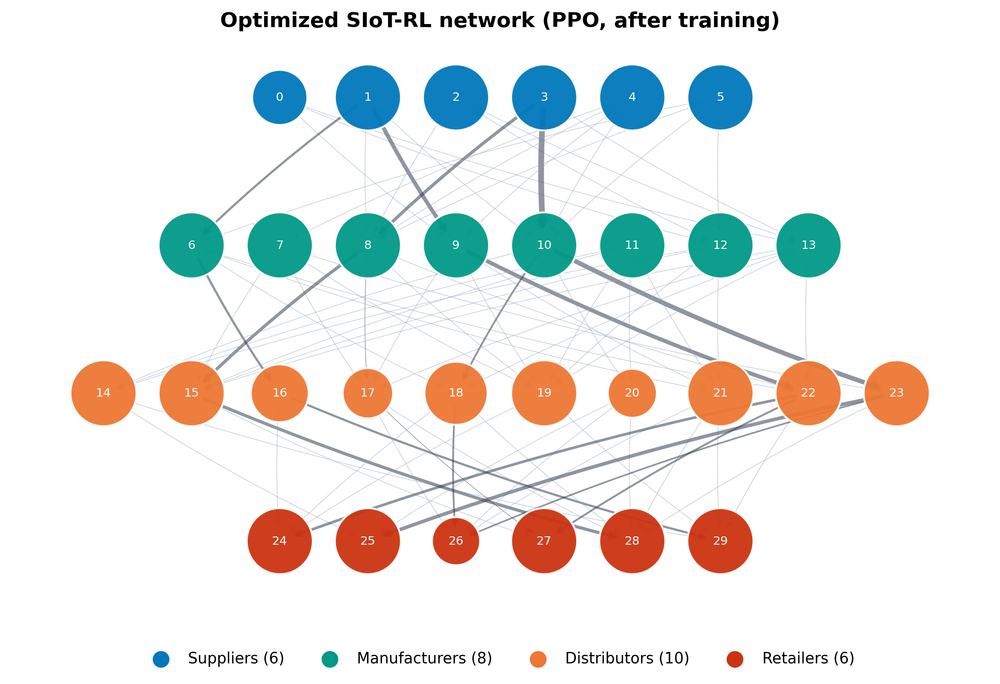 Optimized SIoT-RL network (PPO, after training)
0 1 2 3 4 5
6 7 8 9 10 11 12 13
14 15 16 17 18 19 20 21 22 23
24 25 26 27 28 29
Suppliers (6) Manufacturers (8) Distributors (10) Retailers (6)